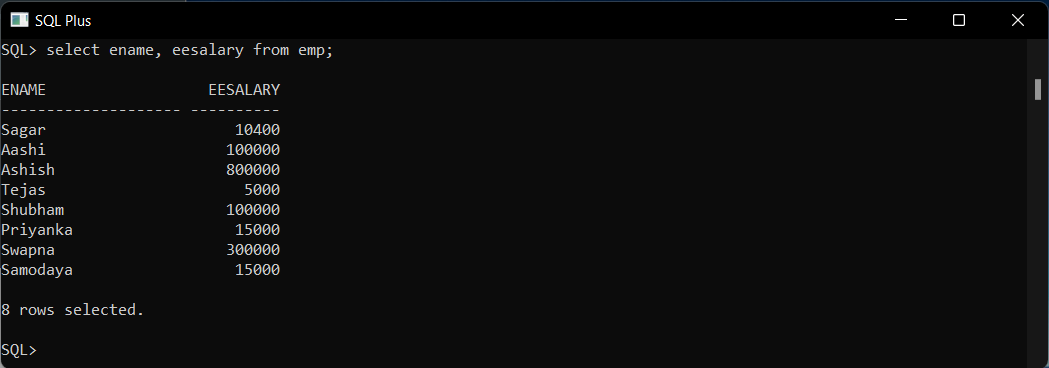 SQL Plus
SQL> select ename, eesalary from emp;
ENAME                  EESALARY
-------------------- ----------
Sagar                     10400
Aashi                    100000
Ashish                   800000
Tejas                      5000
Shubham                  100000
Priyanka                  15000
Swapna                   300000
Samodaya                  15000
8 rows selected.
SQL>